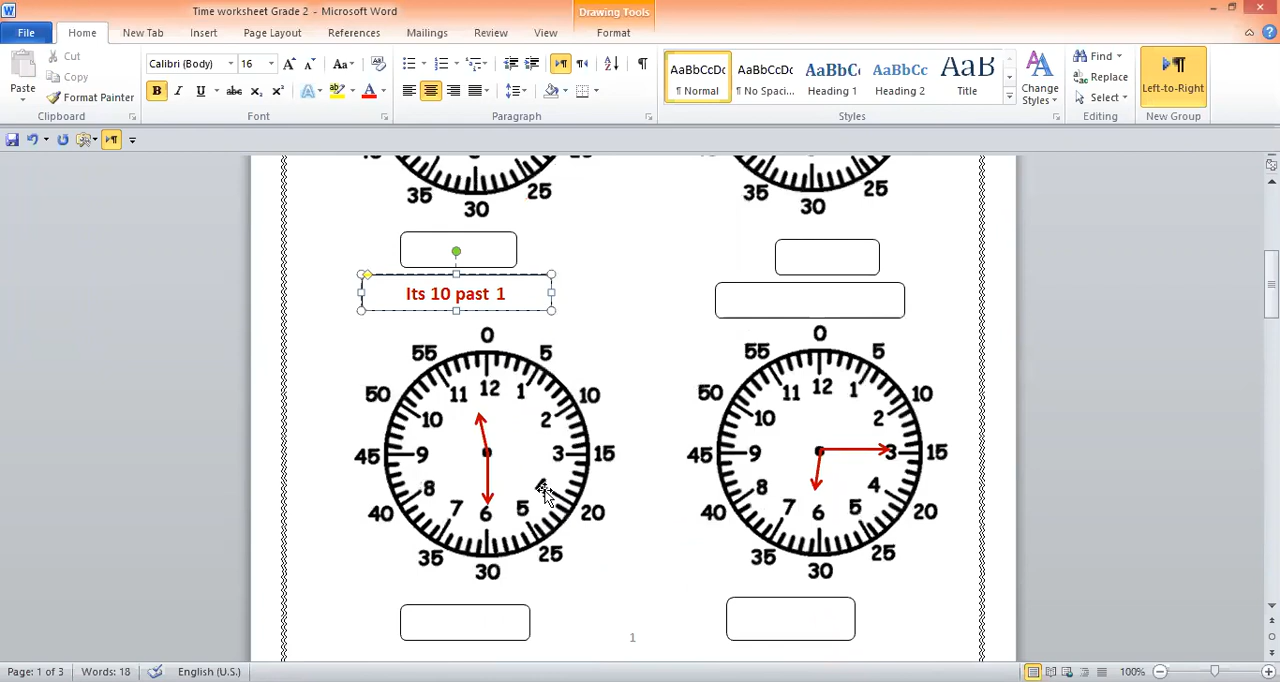 Time worksheet Grade 2 - Microsoft Word
Drawing Tools
File Home New Tab Insert Page Layout References Mailings Review View Format
Cut
Copy
Format Painter
Paste
Clipboard
Calibri (Body) 16
Font
Paragraph
AaBbCcDc AaBbCcDc AaBbC AaBbCc AaB
¶ Normal ¶ No Spaci... Heading 1 Heading 2 Title
Change Styles
Styles
Find
Replace
Select
Editing
Left-to-Right
New Group
35 30 25
35 30 25
Its 10 past 1
0 5 10 15 20 25 30 35 40 45 50 55
12 1 2 3 5 6 7 8 9 10 11
0 5 10 15 20 25 30 35 40 45 50 55
12 1 2 3 4 5 6 7 8 9 10 11
1
Page: 1 of 3 Words: 18 English (U.S.) 100%